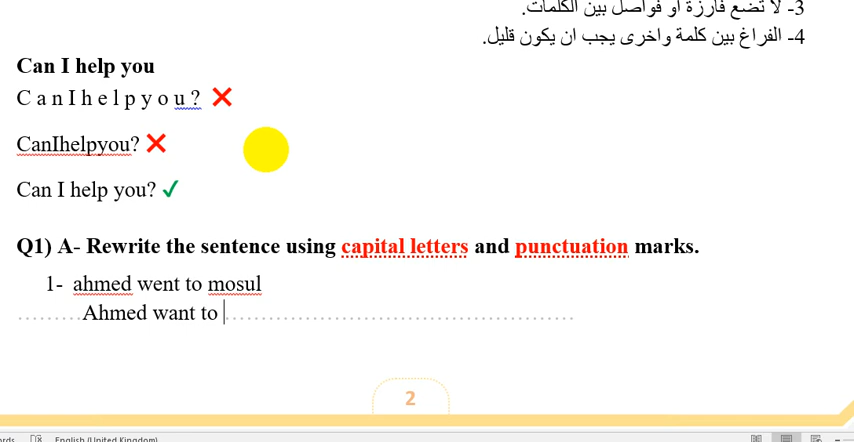 3- لا تضع فارزة او فواصل بين الكلمات.
4- الفراغ بين كلمة واخرى يجب ان يكون قليل.
Can I help you
C a n I h e l p y o u ?
CanIhelpyou?
Can I help you?
Q1) A- Rewrite the sentence using capital letters and punctuation marks.
1- ahmed went to mosul
.........Ahmed want to ..................................................
2
English (United Kingdom)